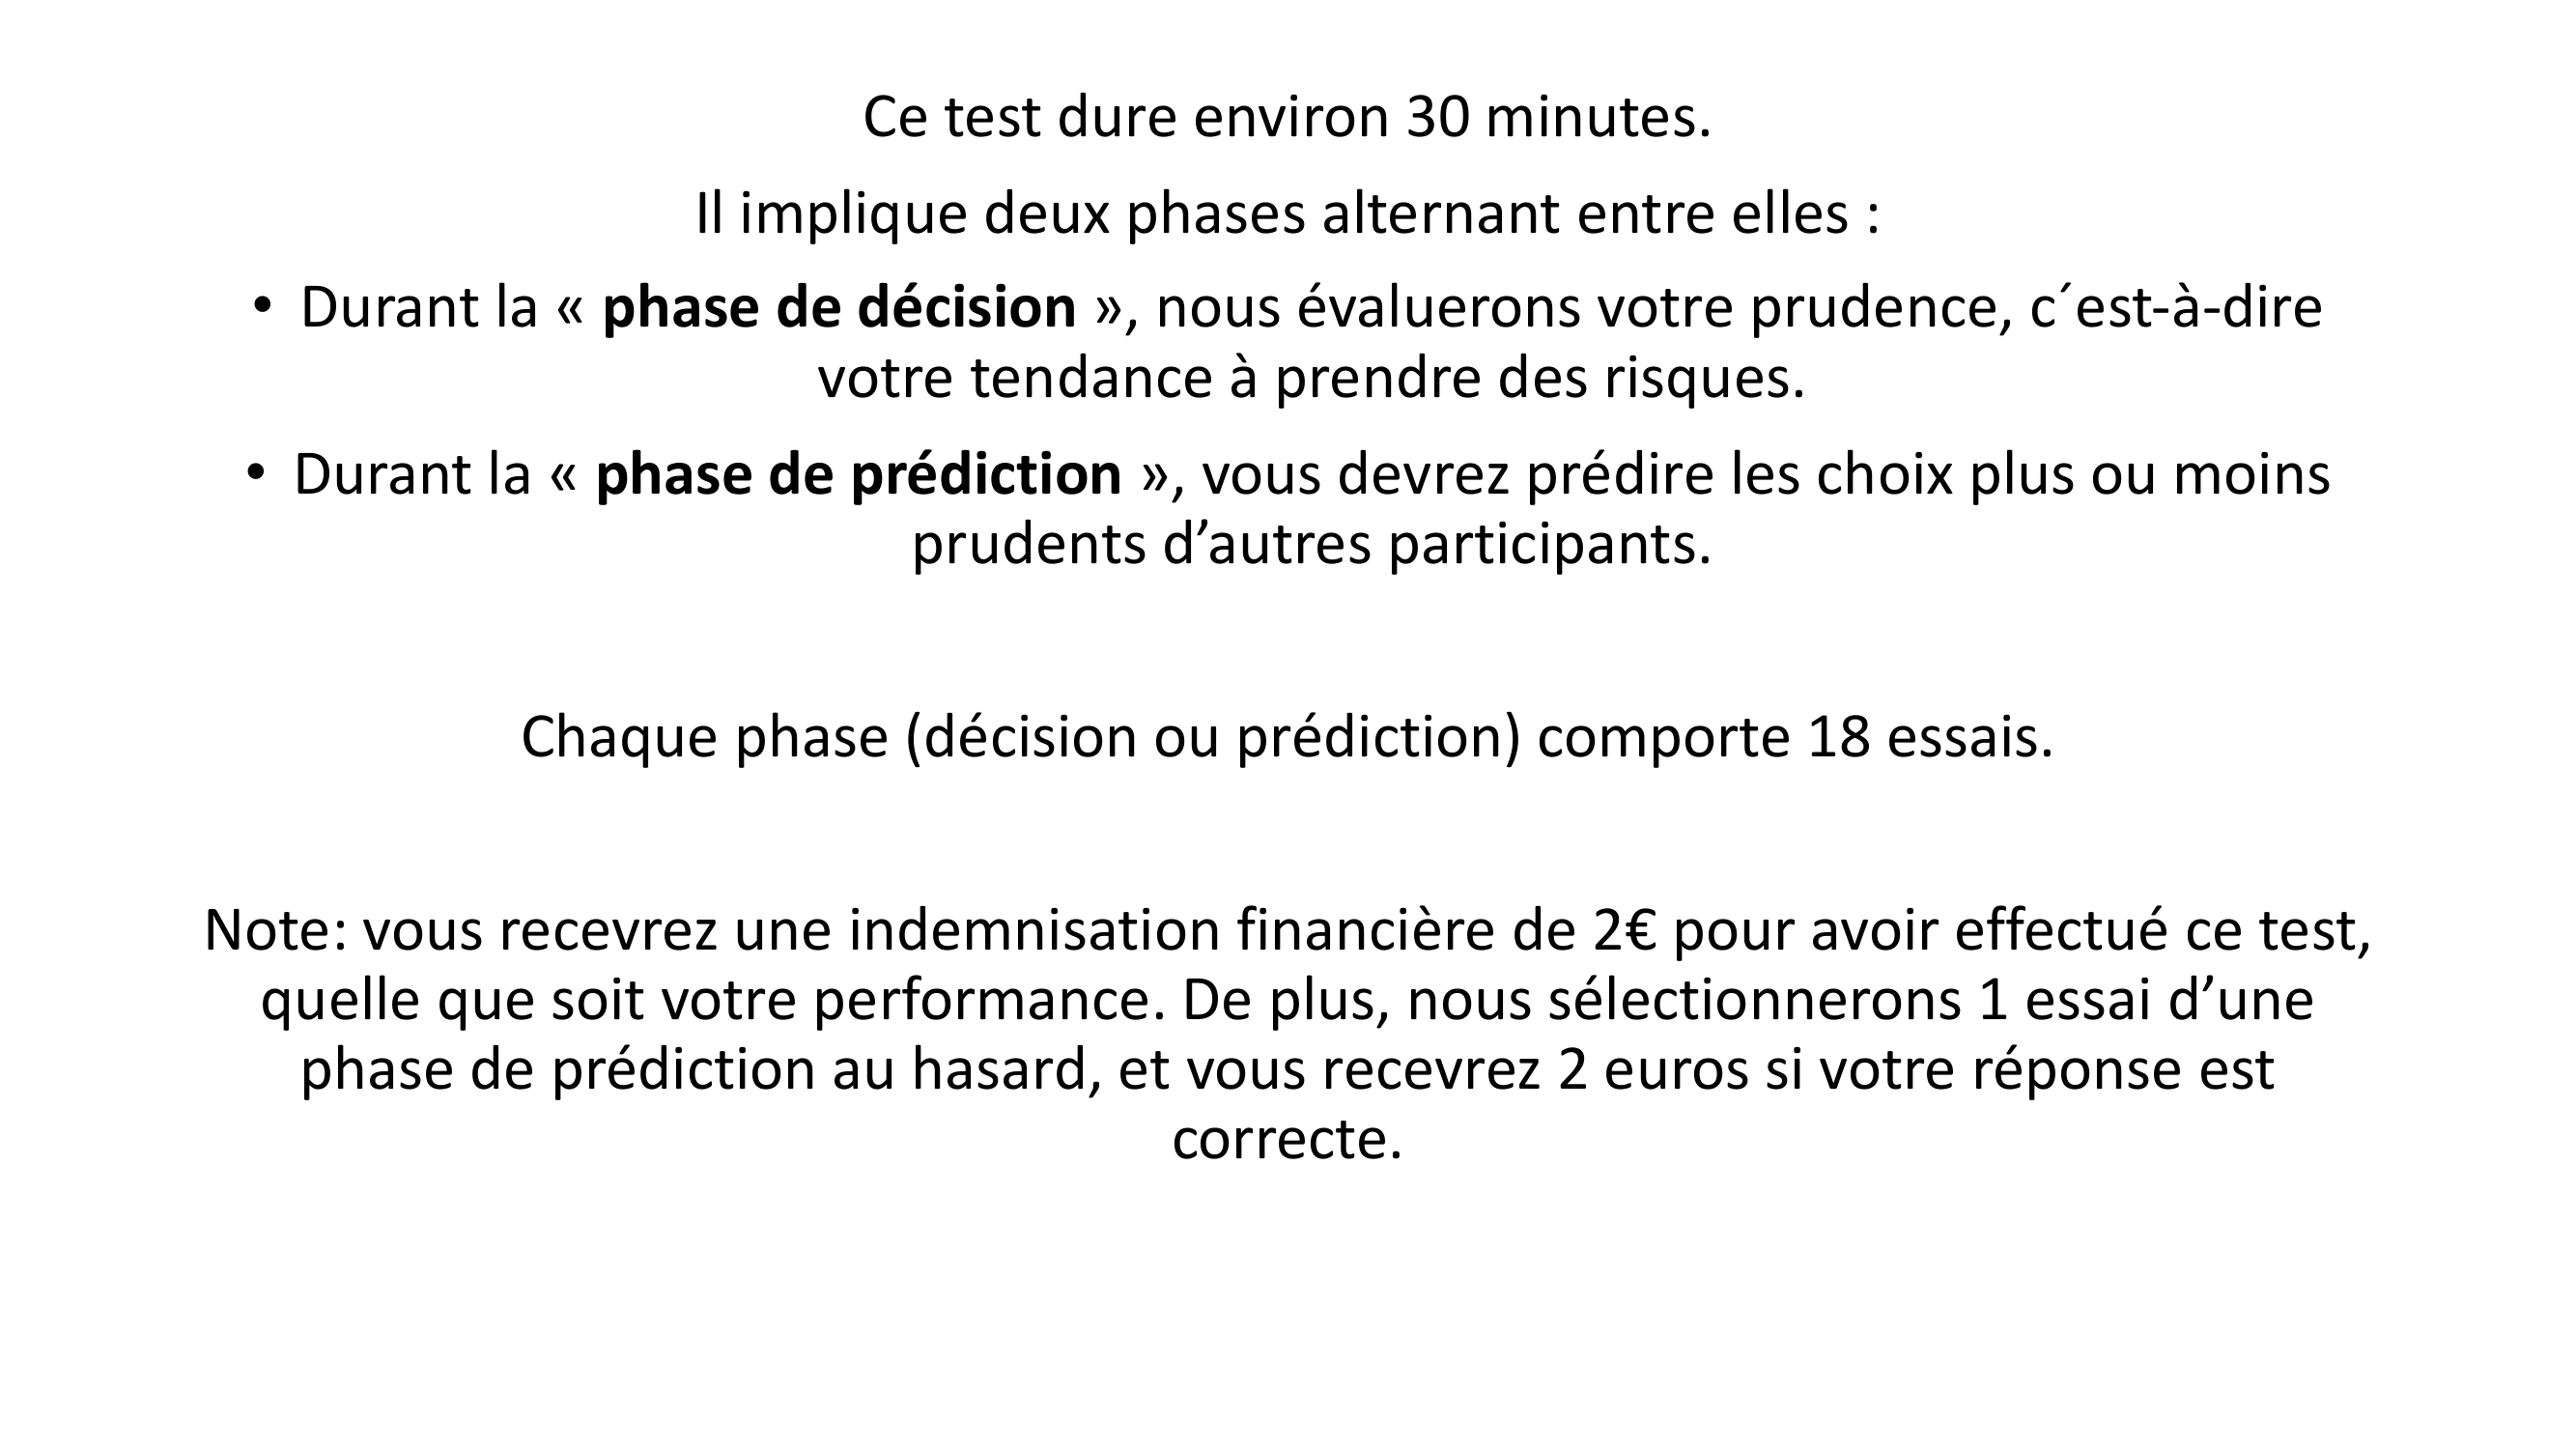 Ce test dure environ 30 minutes.
Il implique deux phases alternant entre elles :
• Durant la « phase de décision », nous évaluerons votre prudence, c´est-à-dire
votre tendance à prendre des risques.
• Durant la « phase de prédiction », vous devrez prédire les choix plus ou moins
prudents d’autres participants.
Chaque phase (décision ou prédiction) comporte 18 essais.
Note: vous recevrez une indemnisation financière de 2€ pour avoir effectué ce test,
quelle que soit votre performance. De plus, nous sélectionnerons 1 essai d’une
phase de prédiction au hasard, et vous recevrez 2 euros si votre réponse est
correcte.